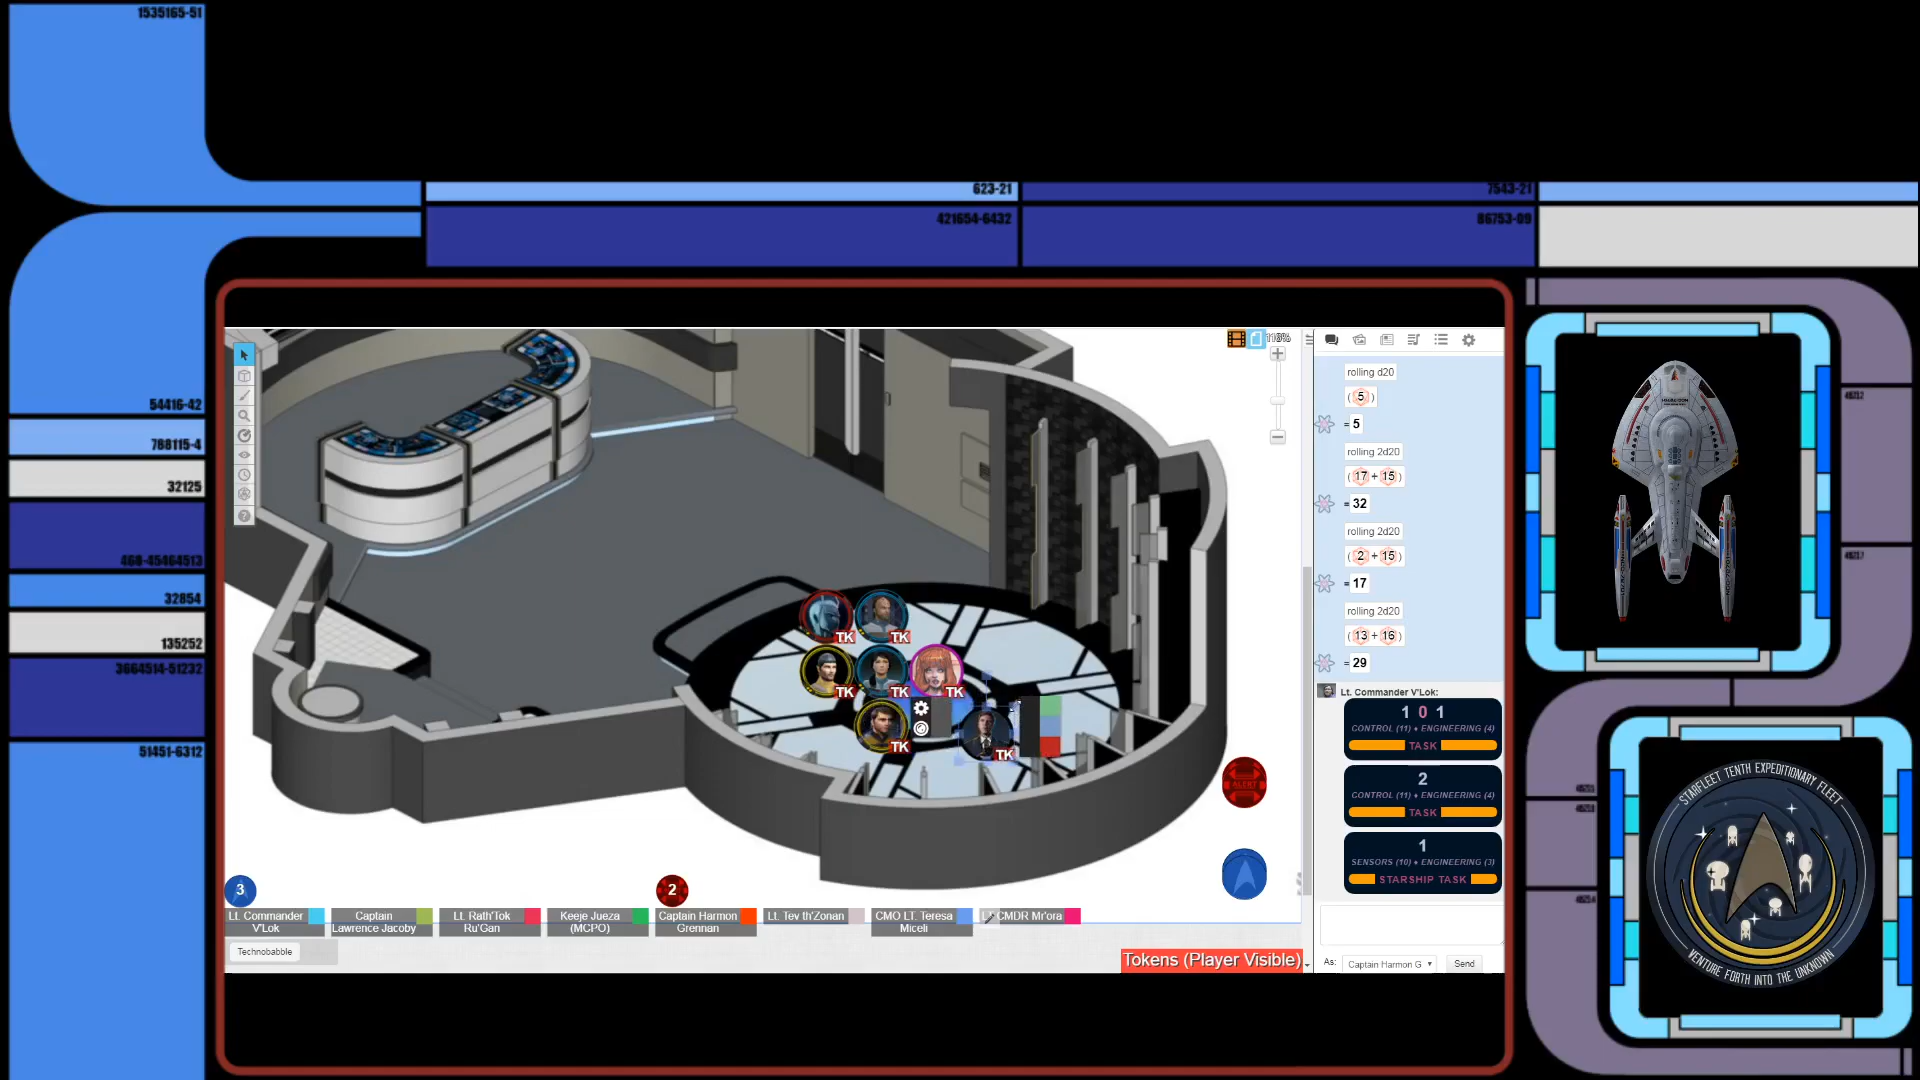 1535165-51
623-21
7543-21
421654-6432
86753-09
54416-42
768115-4
32125
468-45464513
32854
135252
3664514-51232
51451-6312
118%
rolling d20
(5)
= 5
rolling 2d20
(17 + 15)
= 32
rolling 2d20
(2 + 15)
= 17
rolling 2d20
(13 + 16)
= 29
Lt. Commander V'Lok:
1 0 1
CONTROL (11) ♦ ENGINEERING (4)
TASK
2
CONTROL (11) ♦ ENGINEERING (4)
TASK
1
SENSORS (10) ♦ ENGINEERING (3)
STARSHIP TASK
TK
TK
TK
TK
TK
TK
TK
ALERT
3
2
Lt. Commander
V'Lok
Captain
Lawrence Jacoby
Lt. Rath'Tok
Ru'Gan
Keeje Jueza
(MCPO)
Captain Harmon
Grennan
Lt. Tev th'Zonan
CMO LT. Teresa
Miceli
CMDR Mr'ora
Technobabble
Tokens (Player Visible)
As:
Captain Harmon G
Send
STARFLEET TENTH EXPEDITIONARY FLEET
VENTURE FORTH INTO THE UNKNOWN